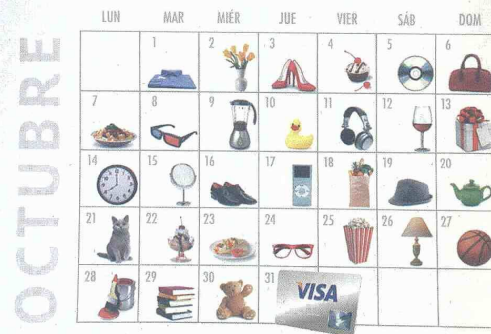 LUN MAR MIÉR JUE VIER SÁB DOM
OCTUBRE
1 2 3 4 5 6
7 8 9 10 11 12 13
14 15 16 17 18 19 20
21 22 23 24 25 26 27
28 29 30 31
VISA